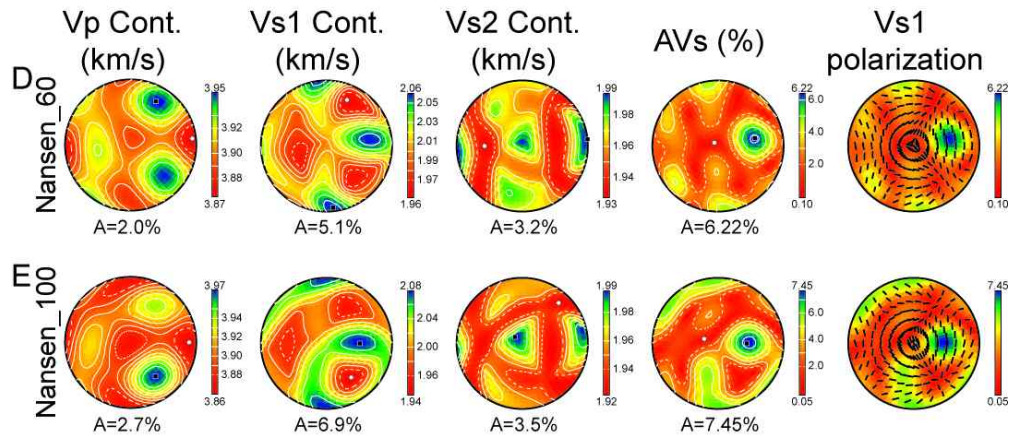 Vp Cont. (km/s)
Vs1 Cont. (km/s)
Vs2 Cont. (km/s)
AVs (%)
Vs1 polarization
D
Nansen_60
3.95
3.92
3.90
3.88
3.87
A=2.0%
2.06
2.05
2.03
2.01
1.99
1.97
1.96
A=5.1%
1.99
1.98
1.96
1.94
1.93
A=3.2%
6.22
6.0
4.0
2.0
0.10
A=6.22%
6.22
0.10
E
Nansen_100
3.97
3.94
3.93
3.92
3.90
3.88
3.86
A=2.7%
2.08
2.04
2.02
2.00
1.96
1.94
A=6.9%
1.99
1.98
1.96
1.94
1.92
A=3.5%
7.45
6.0
4.0
2.0
0.05
A=7.45%
7.45
0.05